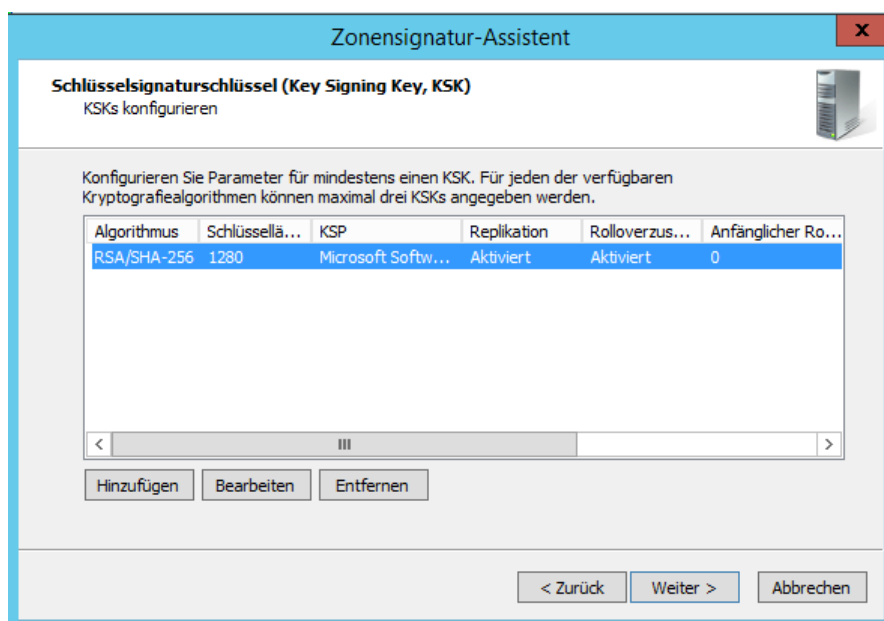 Zonensignatur-Assistent
x
Schlüsselsignaturschlüssel (Key Signing Key, KSK)
KSKs konfigurieren
Konfigurieren Sie Parameter für mindestens einen KSK. Für jeden der verfügbaren
Kryptografiealgorithmen können maximal drei KSKs angegeben werden.
Algorithmus Schlüssellä... KSP Replikation Rolloverzus... Anfänglicher Ro...
RSA/SHA-256 1280 Microsoft Softw... Aktiviert Aktiviert 0
Hinzufügen Bearbeiten Entfernen
< Zurück Weiter > Abbrechen